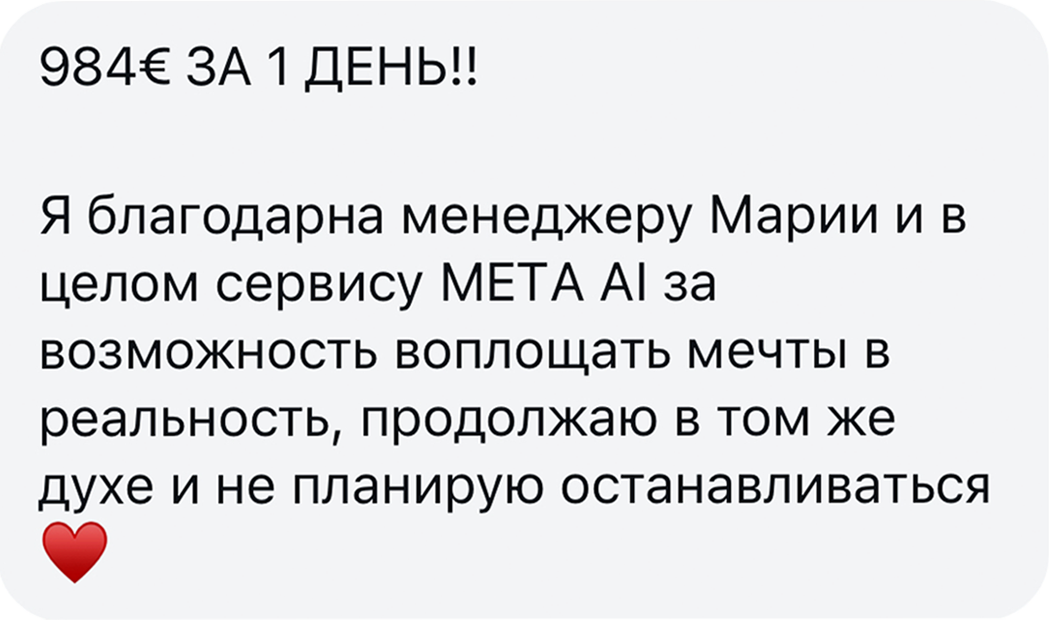 984€ ЗА 1 ДЕНЬ!!
Я благодарна менеджеру Марии и в
целом сервису МЕТА AI за
возможность воплощать мечты в
реальность, продолжаю в том же
духе и не планирую останавливаться
♥️